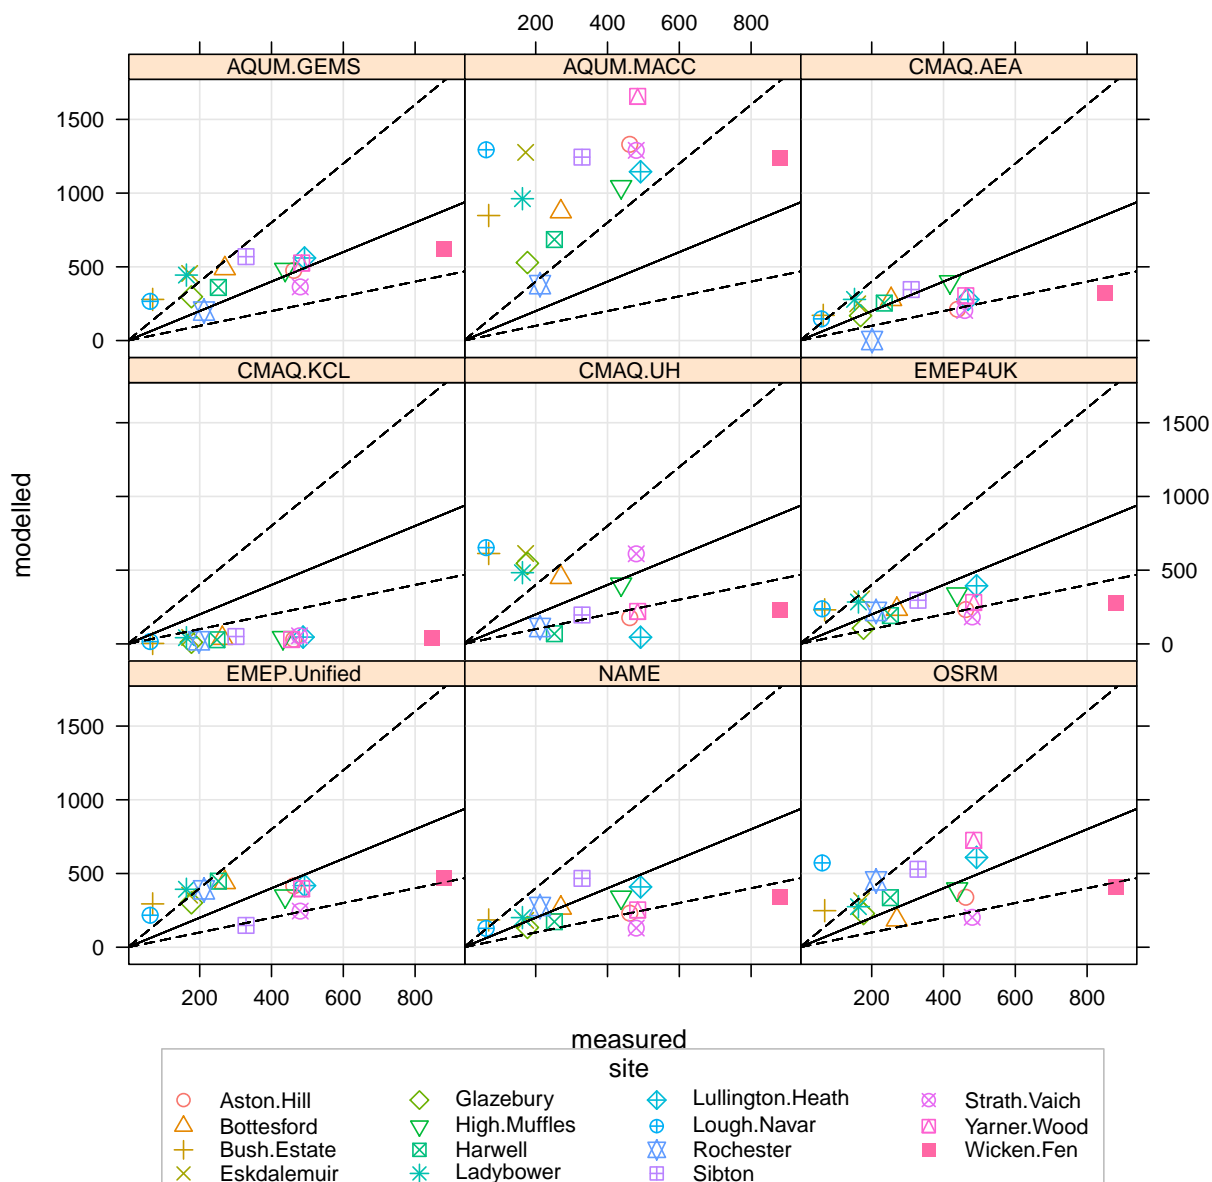 200 400 600 800
AQUM.GEMS AQUM.MACC CMAQ.AEA
1500
1000
500
0
CMAQ.KCL CMAQ.UH EMEP4UK
1500
1000
500
0
modelled
EMEP.Unified NAME OSRM
1500
1000
500
0
200 400 600 800 200 400 600 800
measured
site
Aston.Hill Glazebury Lullington.Heath Strath.Vaich
Bottesford High.Muffles Lough.Navar Yarner.Wood
Bush.Estate Harwell Rochester Wicken.Fen
Eskdalemuir Ladybower Sibton